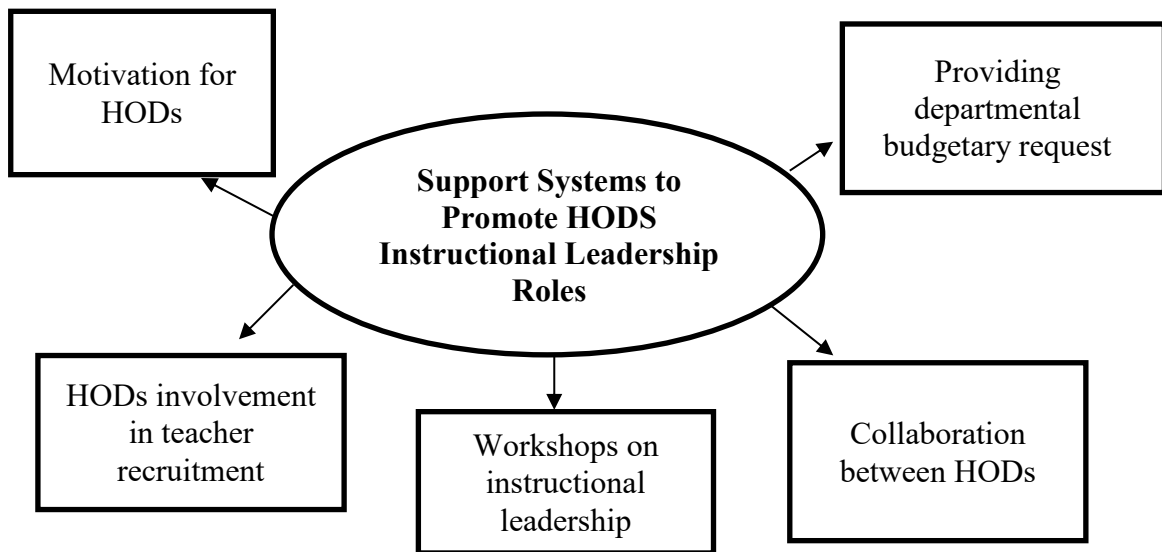 Motivation for
HODs
Providing
departmental
budgetary request
Support Systems to
Promote HODS
Instructional Leadership
Roles
HODs involvement
in teacher
recruitment
Workshops on
instructional
leadership
Collaboration
between HODs